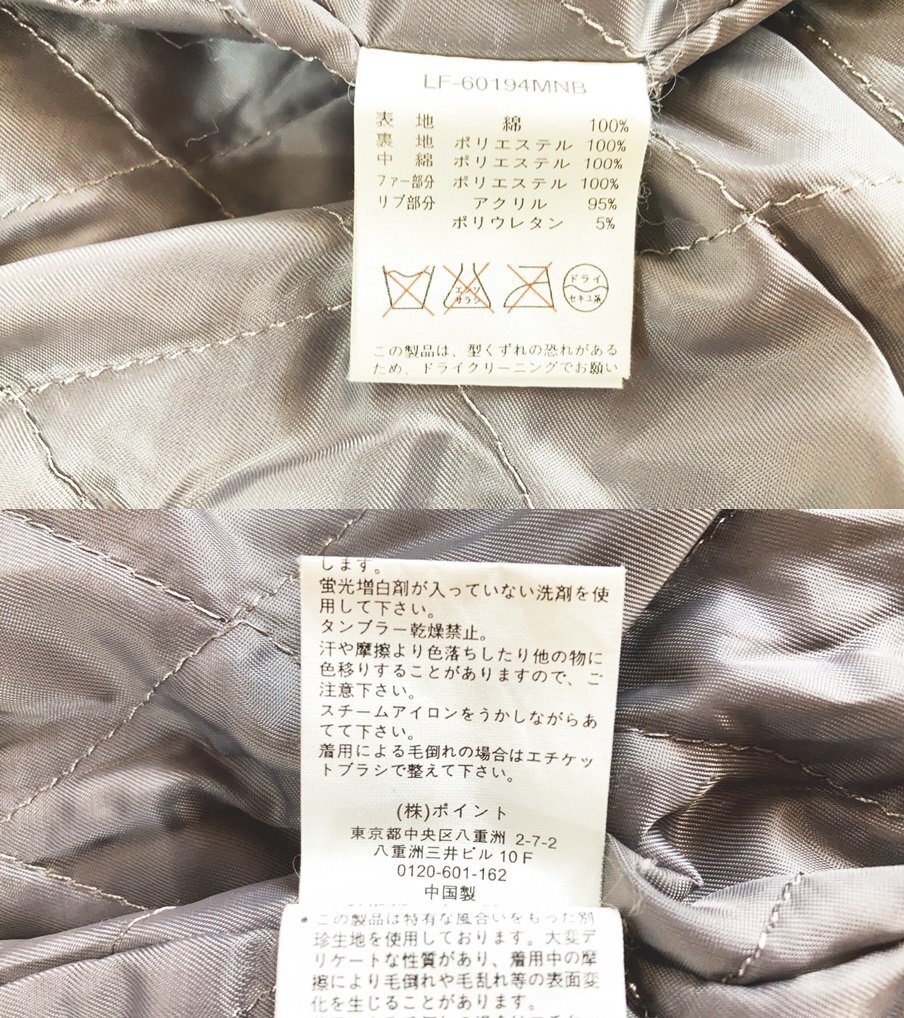 LF-60194MNB
表 地 綿 100%
裏 地 ポリエステル 100%
中 綿 ポリエステル 100%
ファー部分 ポリエステル 100%
リブ部分 アクリル 95%
ポリウレタン 5%
エンソ
サラシ
ドライ
セキユ系
この製品は、型くずれの恐れがある
ため、ドライクリーニングでお願い
します。
蛍光増白剤が入っていない洗剤を使
用して下さい。
タンブラー乾燥禁止。
汗や摩擦より色落ちしたり他の物に
色移りすることがありますので、ご
注意下さい。
スチームアイロンをうかしながらあ
てて下さい。
着用による毛倒れの場合はエチケッ
トブラシで整えて下さい。
(株)ポイント
東京都中央区八重洲 2-7-2
八重洲三井ビル10F
0120-601-162
中国製
・この製品は特有な風合いをもった別
珍生地を使用しております。大変デ
リケートな性質があり、着用中の摩
擦により毛倒れや毛乱れ等の表面変
化を生じることがあります。